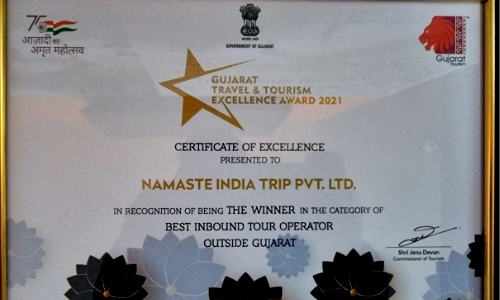 75
आज़ादी का
अमृत महोत्सव
GOVERNMENT OF GUJARAT
Gujarat
Tourism
GUJARAT
TRAVEL & TOURISM
EXCELLENCE AWARD 2021
CERTIFICATE OF EXCELLENCE
PRESENTED TO
NAMASTE INDIA TRIP PVT. LTD.
IN RECOGNITION OF BEING THE WINNER IN THE CATEGORY OF
BEST INBOUND TOUR OPERATOR
OUTSIDE GUJARAT
Shri Jenu Devan
Commissioner of Tourism